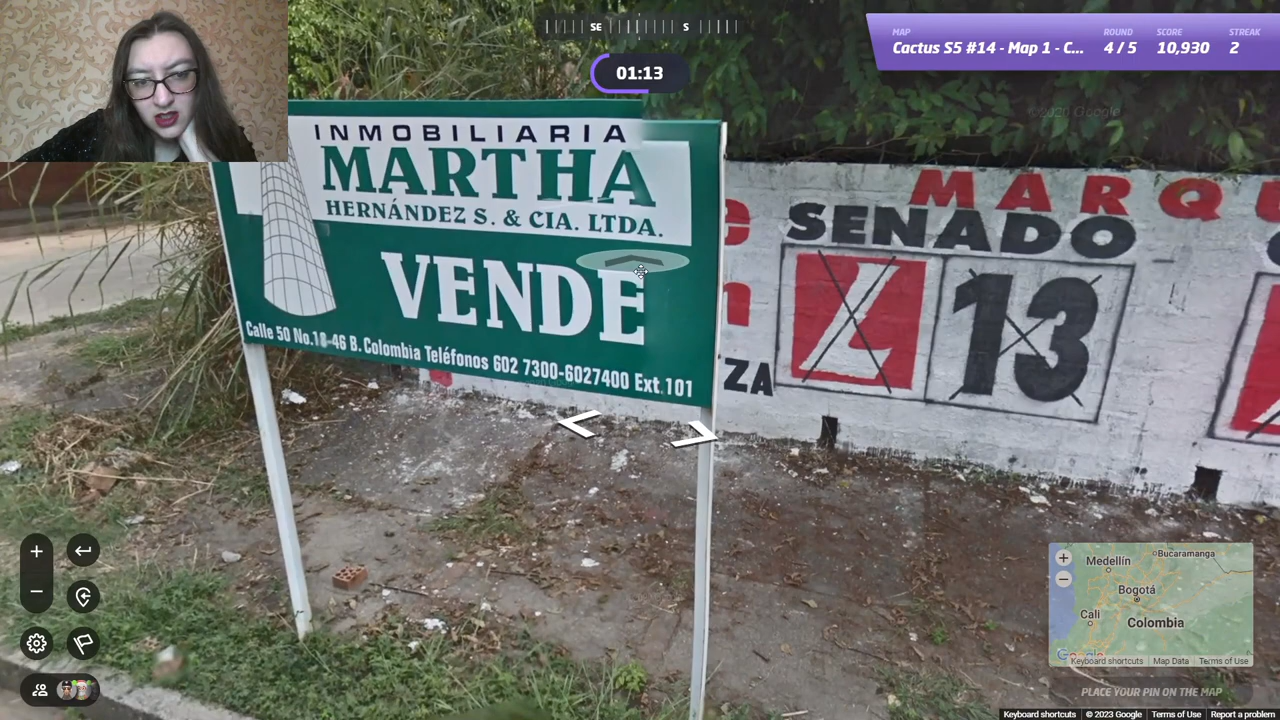 SE
S
01:13
MAP
Cactus S5 #14 - Map 1 - C...
ROUND
4 / 5
SCORE
10,930
STREAK
2
©2020 Google
INMOBILIARIA
MARTHA
HERNÁNDEZ S. & CIA. LTDA.
VENDE
Calle 50 No.18-46 B. Colombia Teléfonos 602 7300-6027400 Ext.101
MARQ
SENADO
L 13
ZA
Medellín
Bucaramanga
Bogotá
Cali
Colombia
Google
Keyboard shortcuts
Map Data
Terms of Use
PLACE YOUR PIN ON THE MAP
Keyboard shortcuts
© 2023 Google
Terms of Use
Report a problem